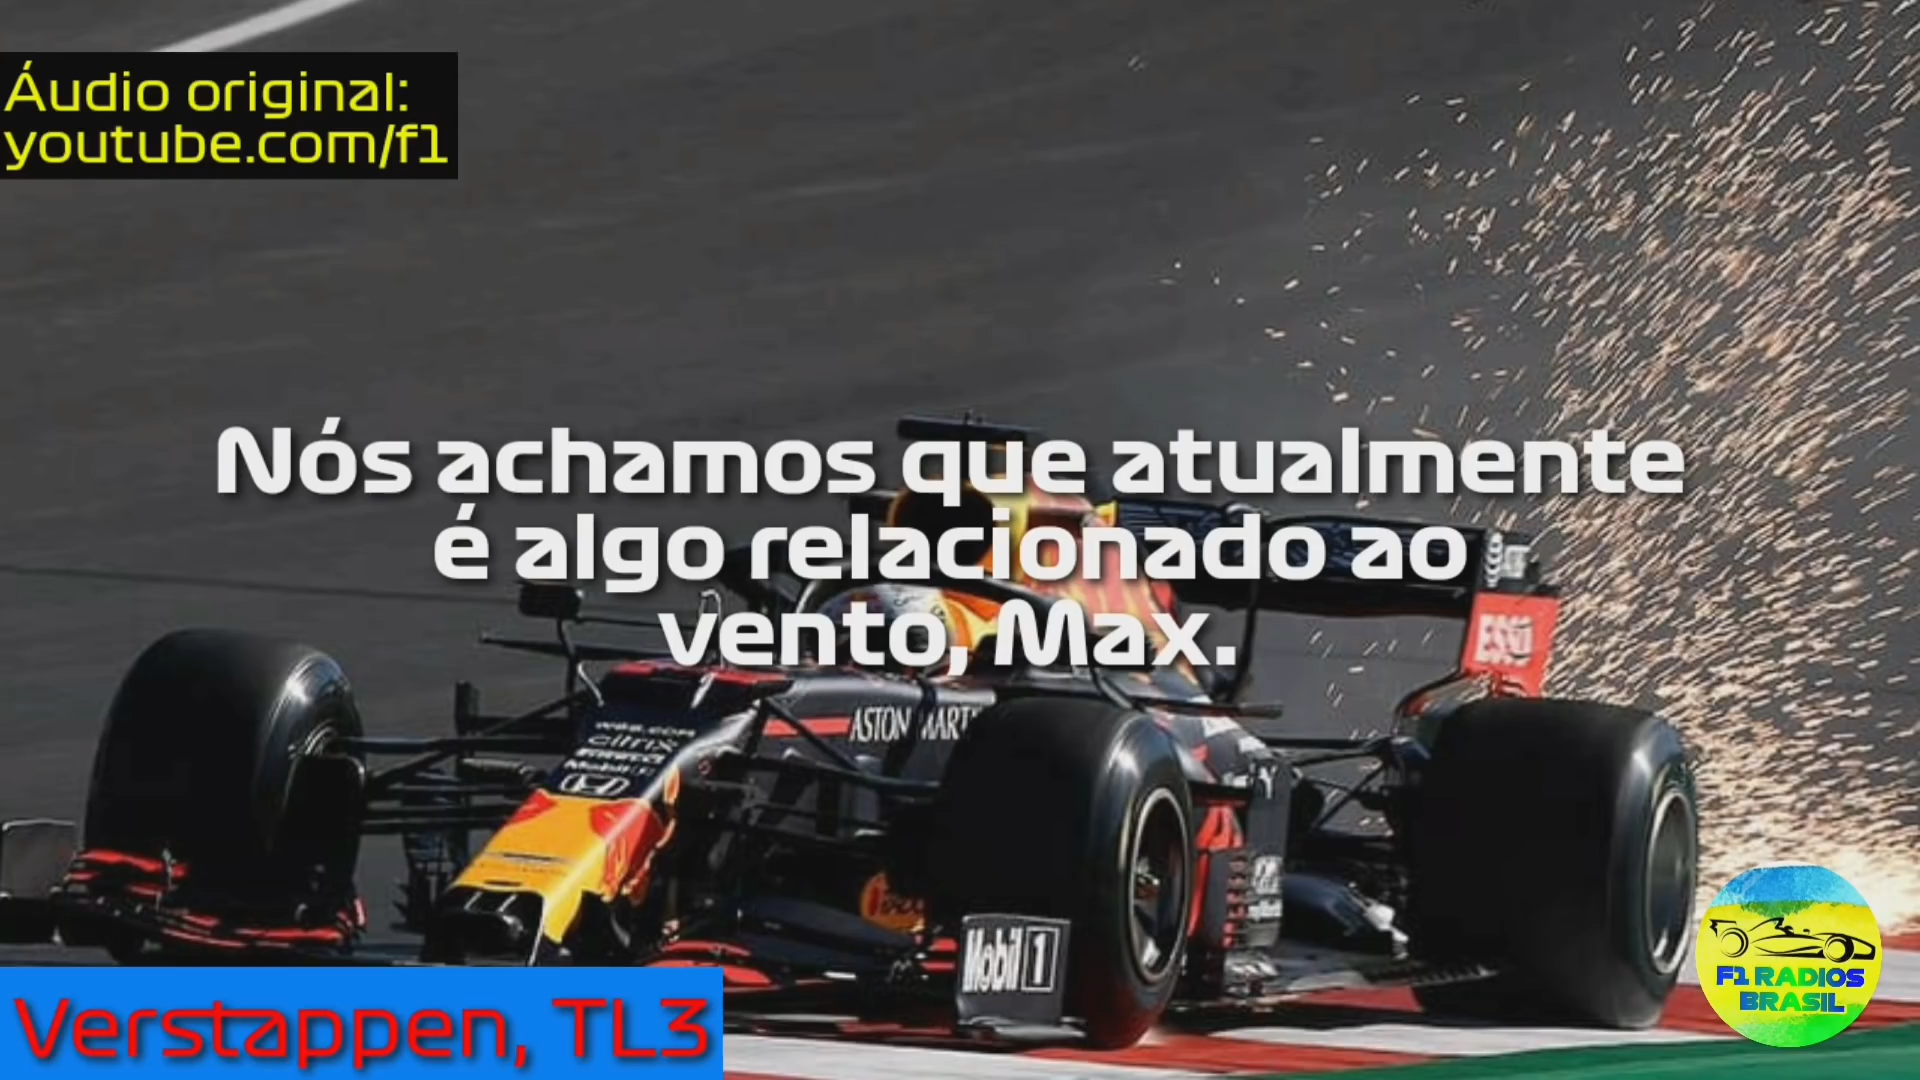 Áudio original:
youtube.com/f1
Nós achamos que atualmente
é algo relacionado ao
vento, Max.
ESSO
ASTON MART
citrix
Mobil 1
Mobil 1
F1 RADIOS
BRASIL
Verstappen, TL3